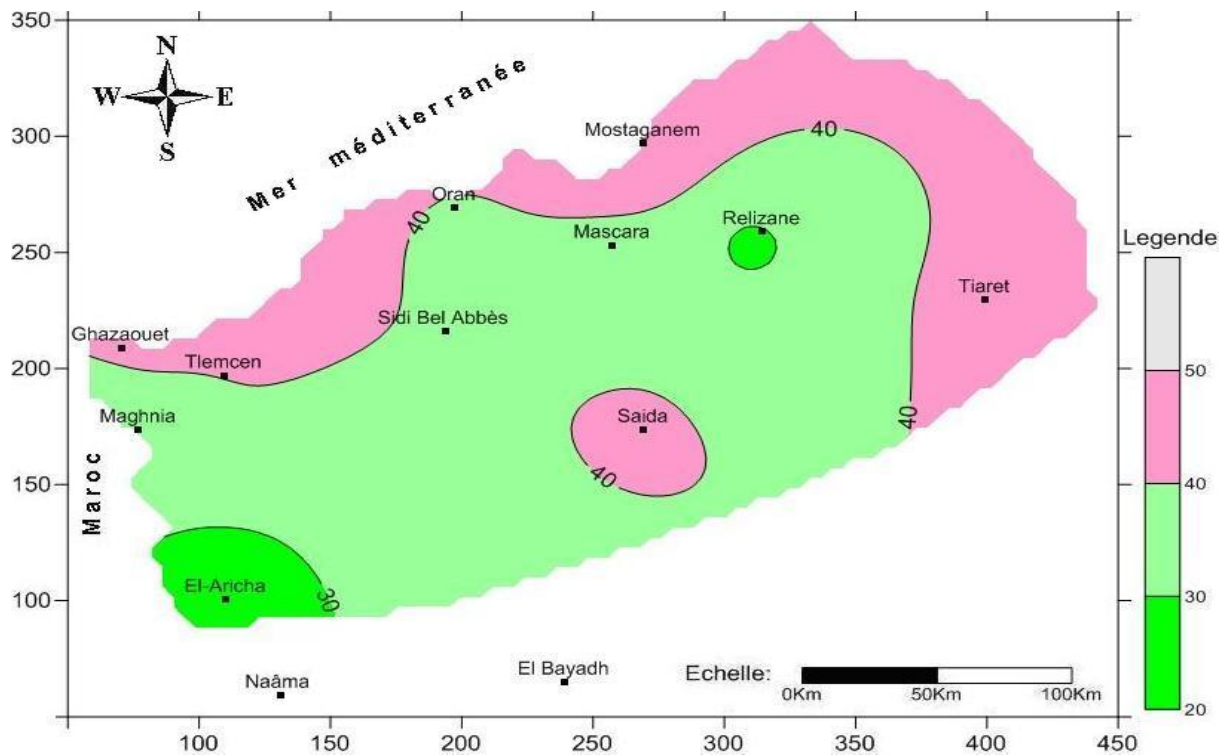 350
300
250
200
150
100
N
W E
S
Mer méditerranée
Mostaganem
40
Oran
40
Relizane
Mascara
Tiaret
Sidi Bel Abbès
Ghazaouet
Tlemcen
Maghnia
Saida
40
40
Maroc
El-Aricha
30
Naâma
El Bayadh
Echelle:
0Km 50Km 100Km
Legende
50
40
30
20
100 150 200 250 300 350 400 450